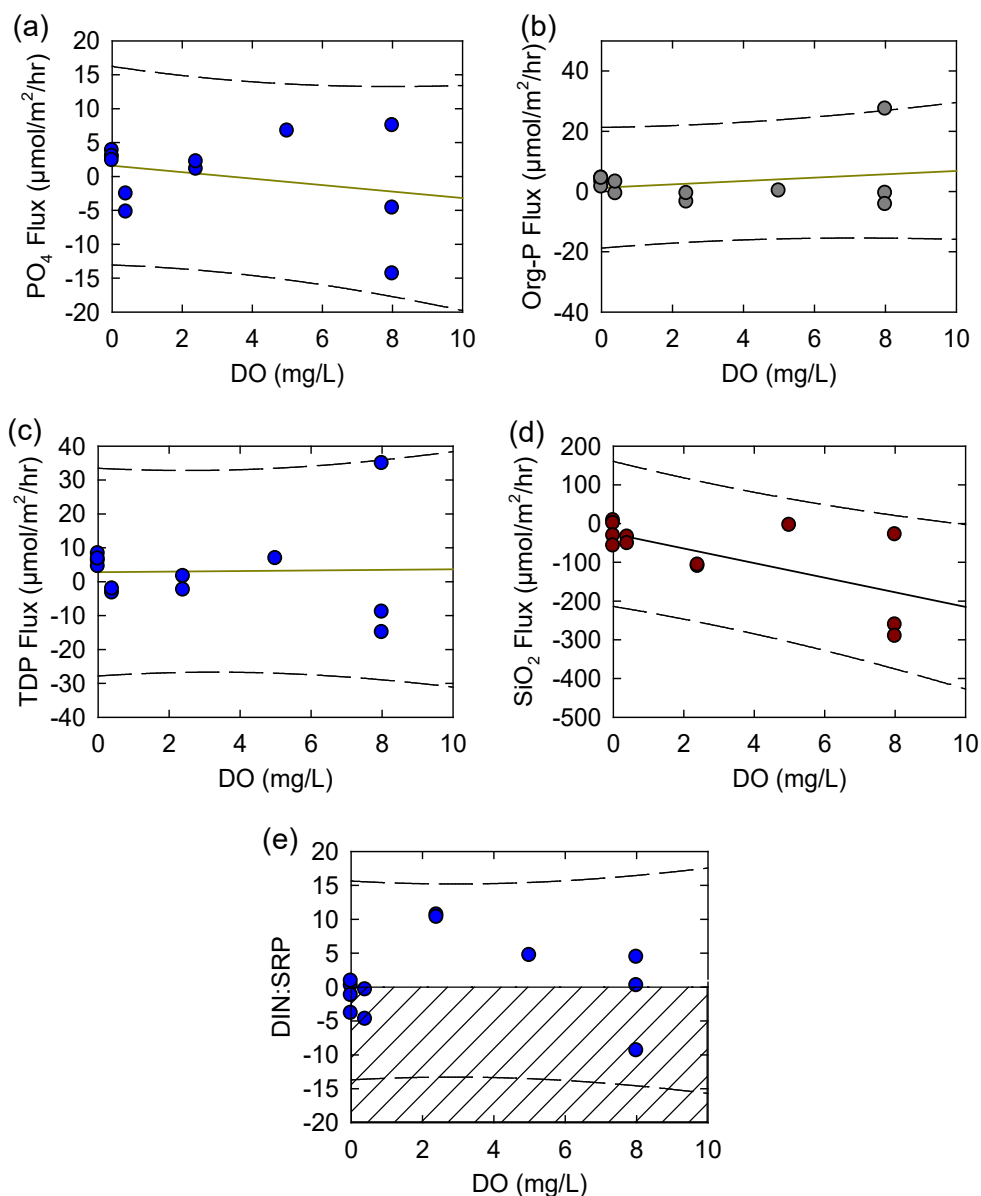 (a)
20
15
10
5
0
-5
-10
-15
-20
PO4 Flux (µmol/m²/hr)
0 2 4 6 8 10
DO (mg/L)
(b)
40
20
0
-20
-40
Org-P Flux (µmol/m²/hr)
0 2 4 6 8 10
DO (mg/L)
(c)
40
30
20
10
0
-10
-20
-30
-40
TDP Flux (µmol/m²/hr)
0 2 4 6 8 10
DO (mg/L)
(d)
200
100
0
-100
-200
-300
-400
-500
SiO2 Flux (µmol/m²/hr)
0 2 4 6 8 10
DO (mg/L)
(e)
20
15
10
5
0
-5
-10
-15
-20
DIN:SRP
0 2 4 6 8 10
DO (mg/L)